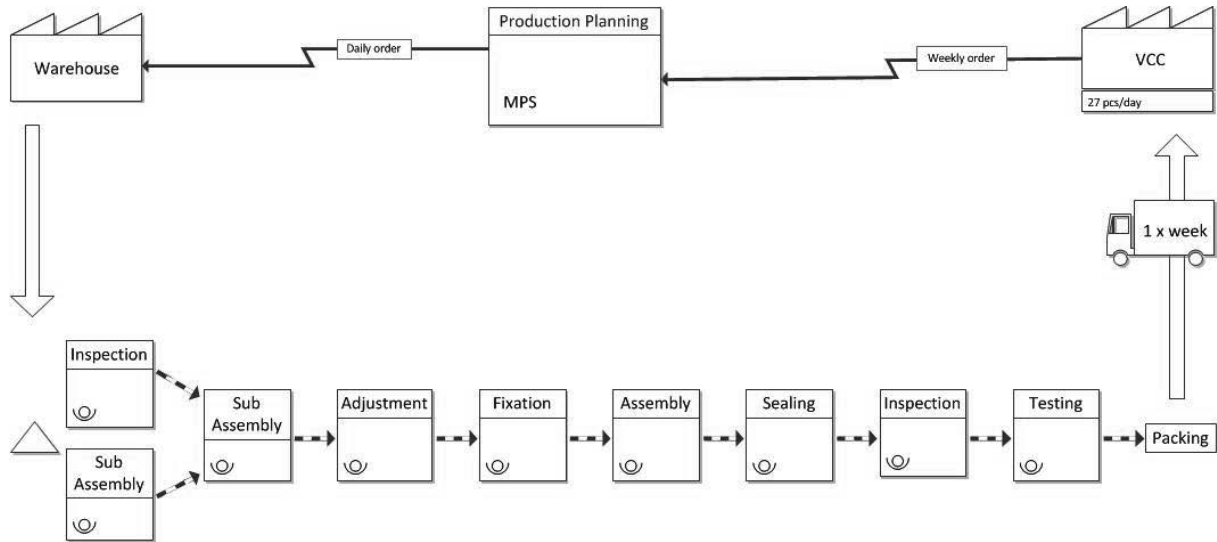 Production Planning
Daily order
Weekly order
Warehouse
VCC
MPS
27 pcs/day
1 x week
Inspection
Sub
Assembly
Adjustment
Fixation
Assembly
Sealing
Inspection
Testing
Packing
Sub
Assembly